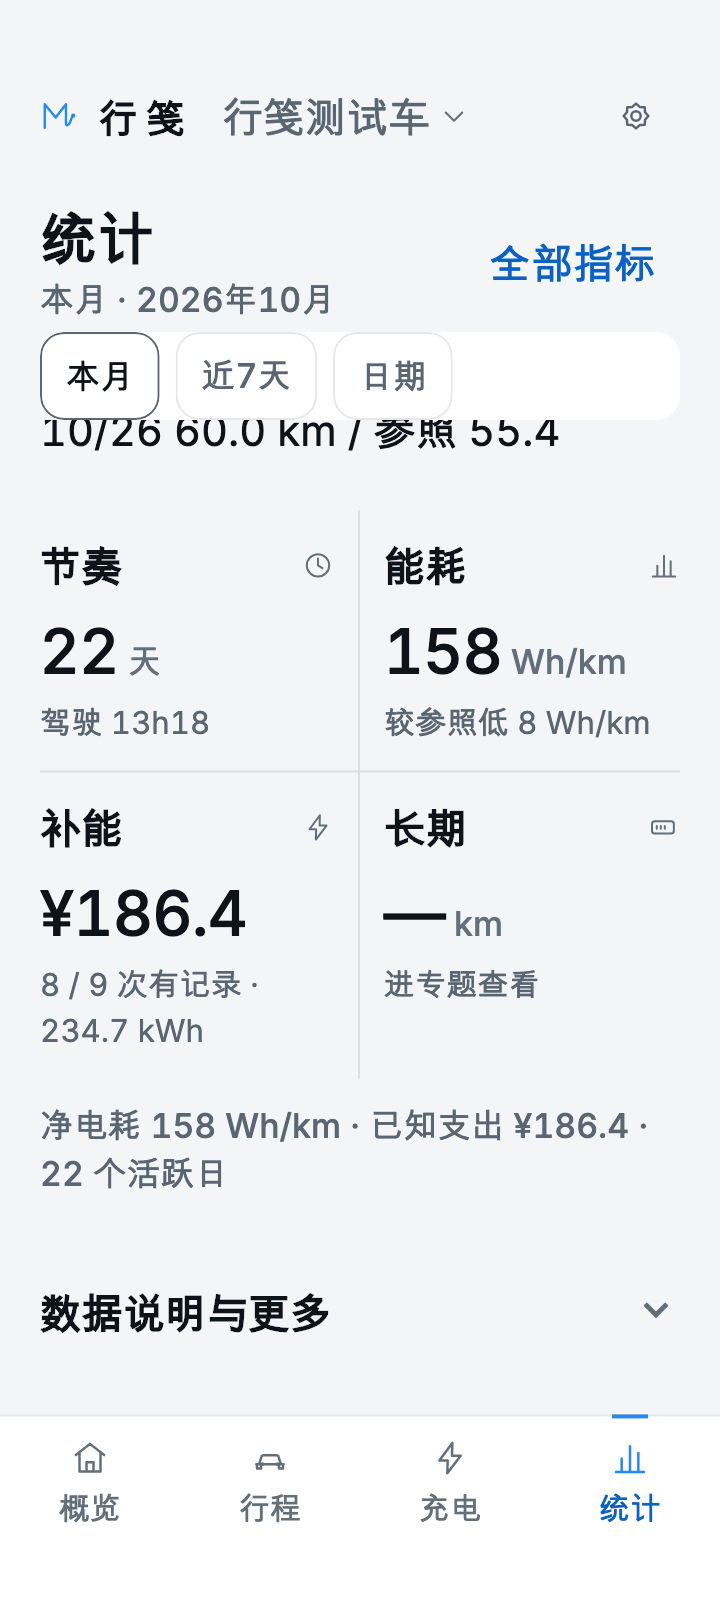 行笺 行笺测试车
统计
全部指标
本月 · 2026年10月
本月 近7天 日期
10/26 60.0 km / 参照 55.4
节奏 能耗
22 天 158 Wh/km
驾驶 13h18 较参照低 8 Wh/km
补能 长期
¥186.4 — km
8 / 9 次有记录 · 进专题查看
234.7 kWh
净电耗 158 Wh/km · 已知支出 ¥186.4 ·
22 个活跃日
数据说明与更多
概览 行程 充电 统计